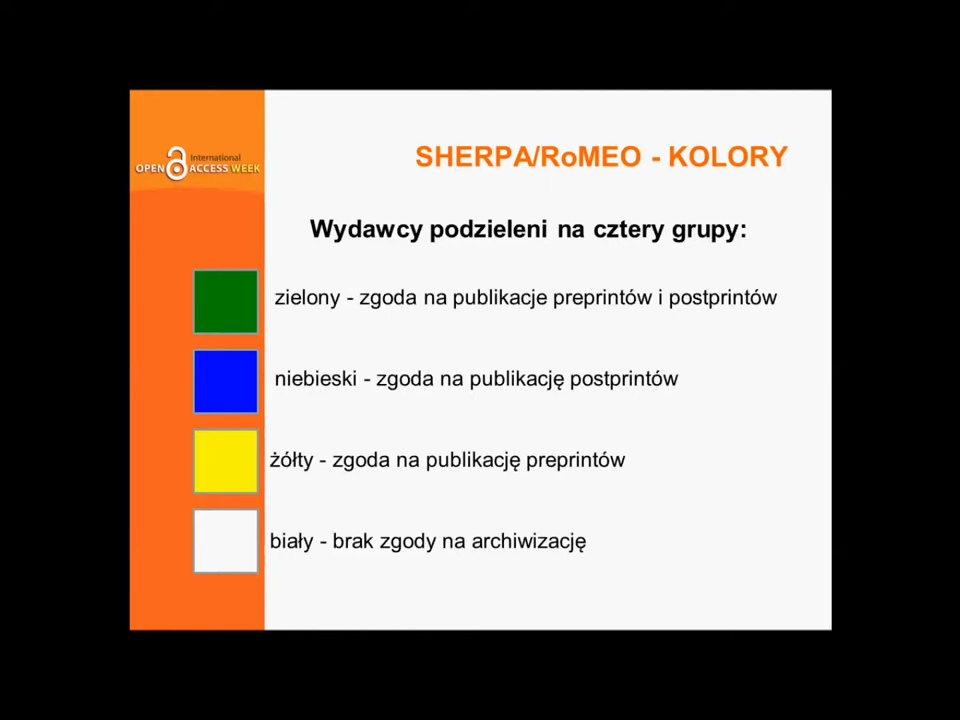 International
OPEN ACCESS WEEK
SHERPA/RoMEO - KOLORY
Wydawcy podzieleni na cztery grupy:
zielony - zgoda na publikacje preprintów i postprintów
niebieski - zgoda na publikację postprintów
żółty - zgoda na publikację preprintów
biały - brak zgody na archiwizację